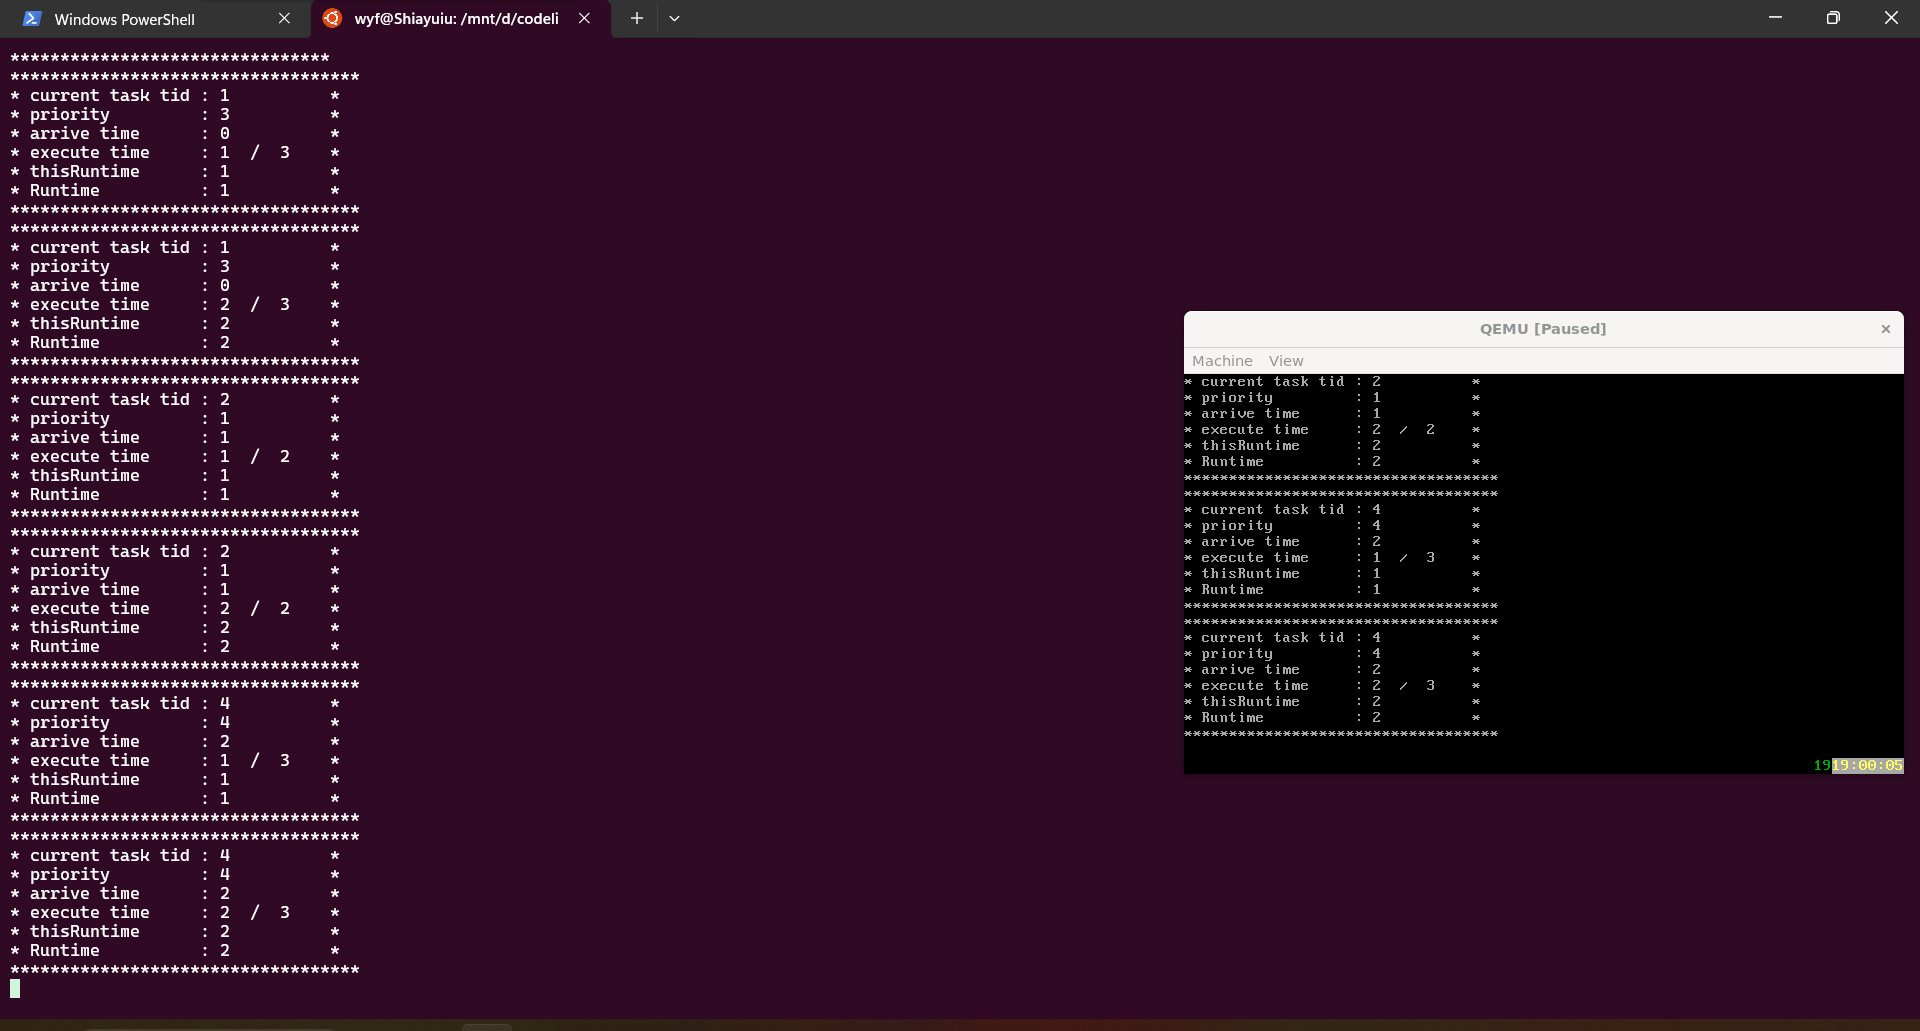 Windows PowerShell
wyf@Shiayuiu: /mnt/d/codeli
********************************
***********************************
* current task tid : 1          *
* priority         : 3          *
* arrive time      : 0          *
* execute time     : 1  /  3    *
* thisRuntime      : 1          *
* Runtime          : 1          *
***********************************
***********************************
* current task tid : 1          *
* priority         : 3          *
* arrive time      : 0          *
* execute time     : 2  /  3    *
* thisRuntime      : 2          *
* Runtime          : 2          *
***********************************
***********************************
* current task tid : 2          *
* priority         : 1          *
* arrive time      : 1          *
* execute time     : 1  /  2    *
* thisRuntime      : 1          *
* Runtime          : 1          *
***********************************
***********************************
* current task tid : 2          *
* priority         : 1          *
* arrive time      : 1          *
* execute time     : 2  /  2    *
* thisRuntime      : 2          *
* Runtime          : 2          *
***********************************
***********************************
* current task tid : 4          *
* priority         : 4          *
* arrive time      : 2          *
* execute time     : 1  /  3    *
* thisRuntime      : 1          *
* Runtime          : 1          *
***********************************
***********************************
* current task tid : 4          *
* priority         : 4          *
* arrive time      : 2          *
* execute time     : 2  /  3    *
* thisRuntime      : 2          *
* Runtime          : 2          *
***********************************
QEMU [Paused]
Machine View
* current task tid : 2          *
* priority         : 1          *
* arrive time      : 1          *
* execute time     : 2  /  2    *
* thisRuntime      : 2          *
* Runtime          : 2          *
***********************************
***********************************
* current task tid : 4          *
* priority         : 4          *
* arrive time      : 2          *
* execute time     : 1  /  3    *
* thisRuntime      : 1          *
* Runtime          : 1          *
***********************************
***********************************
* current task tid : 4          *
* priority         : 4          *
* arrive time      : 2          *
* execute time     : 2  /  3    *
* thisRuntime      : 2          *
* Runtime          : 2          *
***********************************
1919:00:05